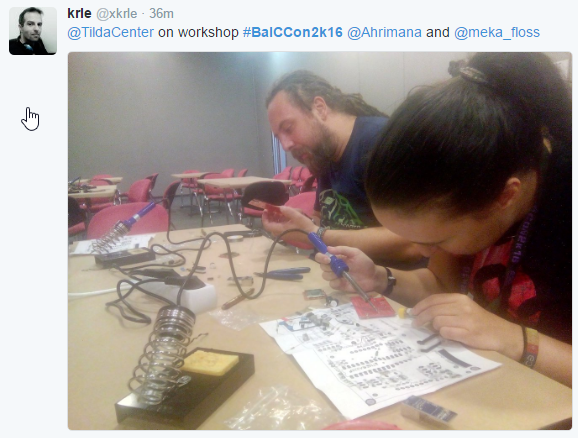 krle @xkrle · 36m
@TildaCenter on workshop #BalCCon2k16 @Ahrimana and @meka_floss